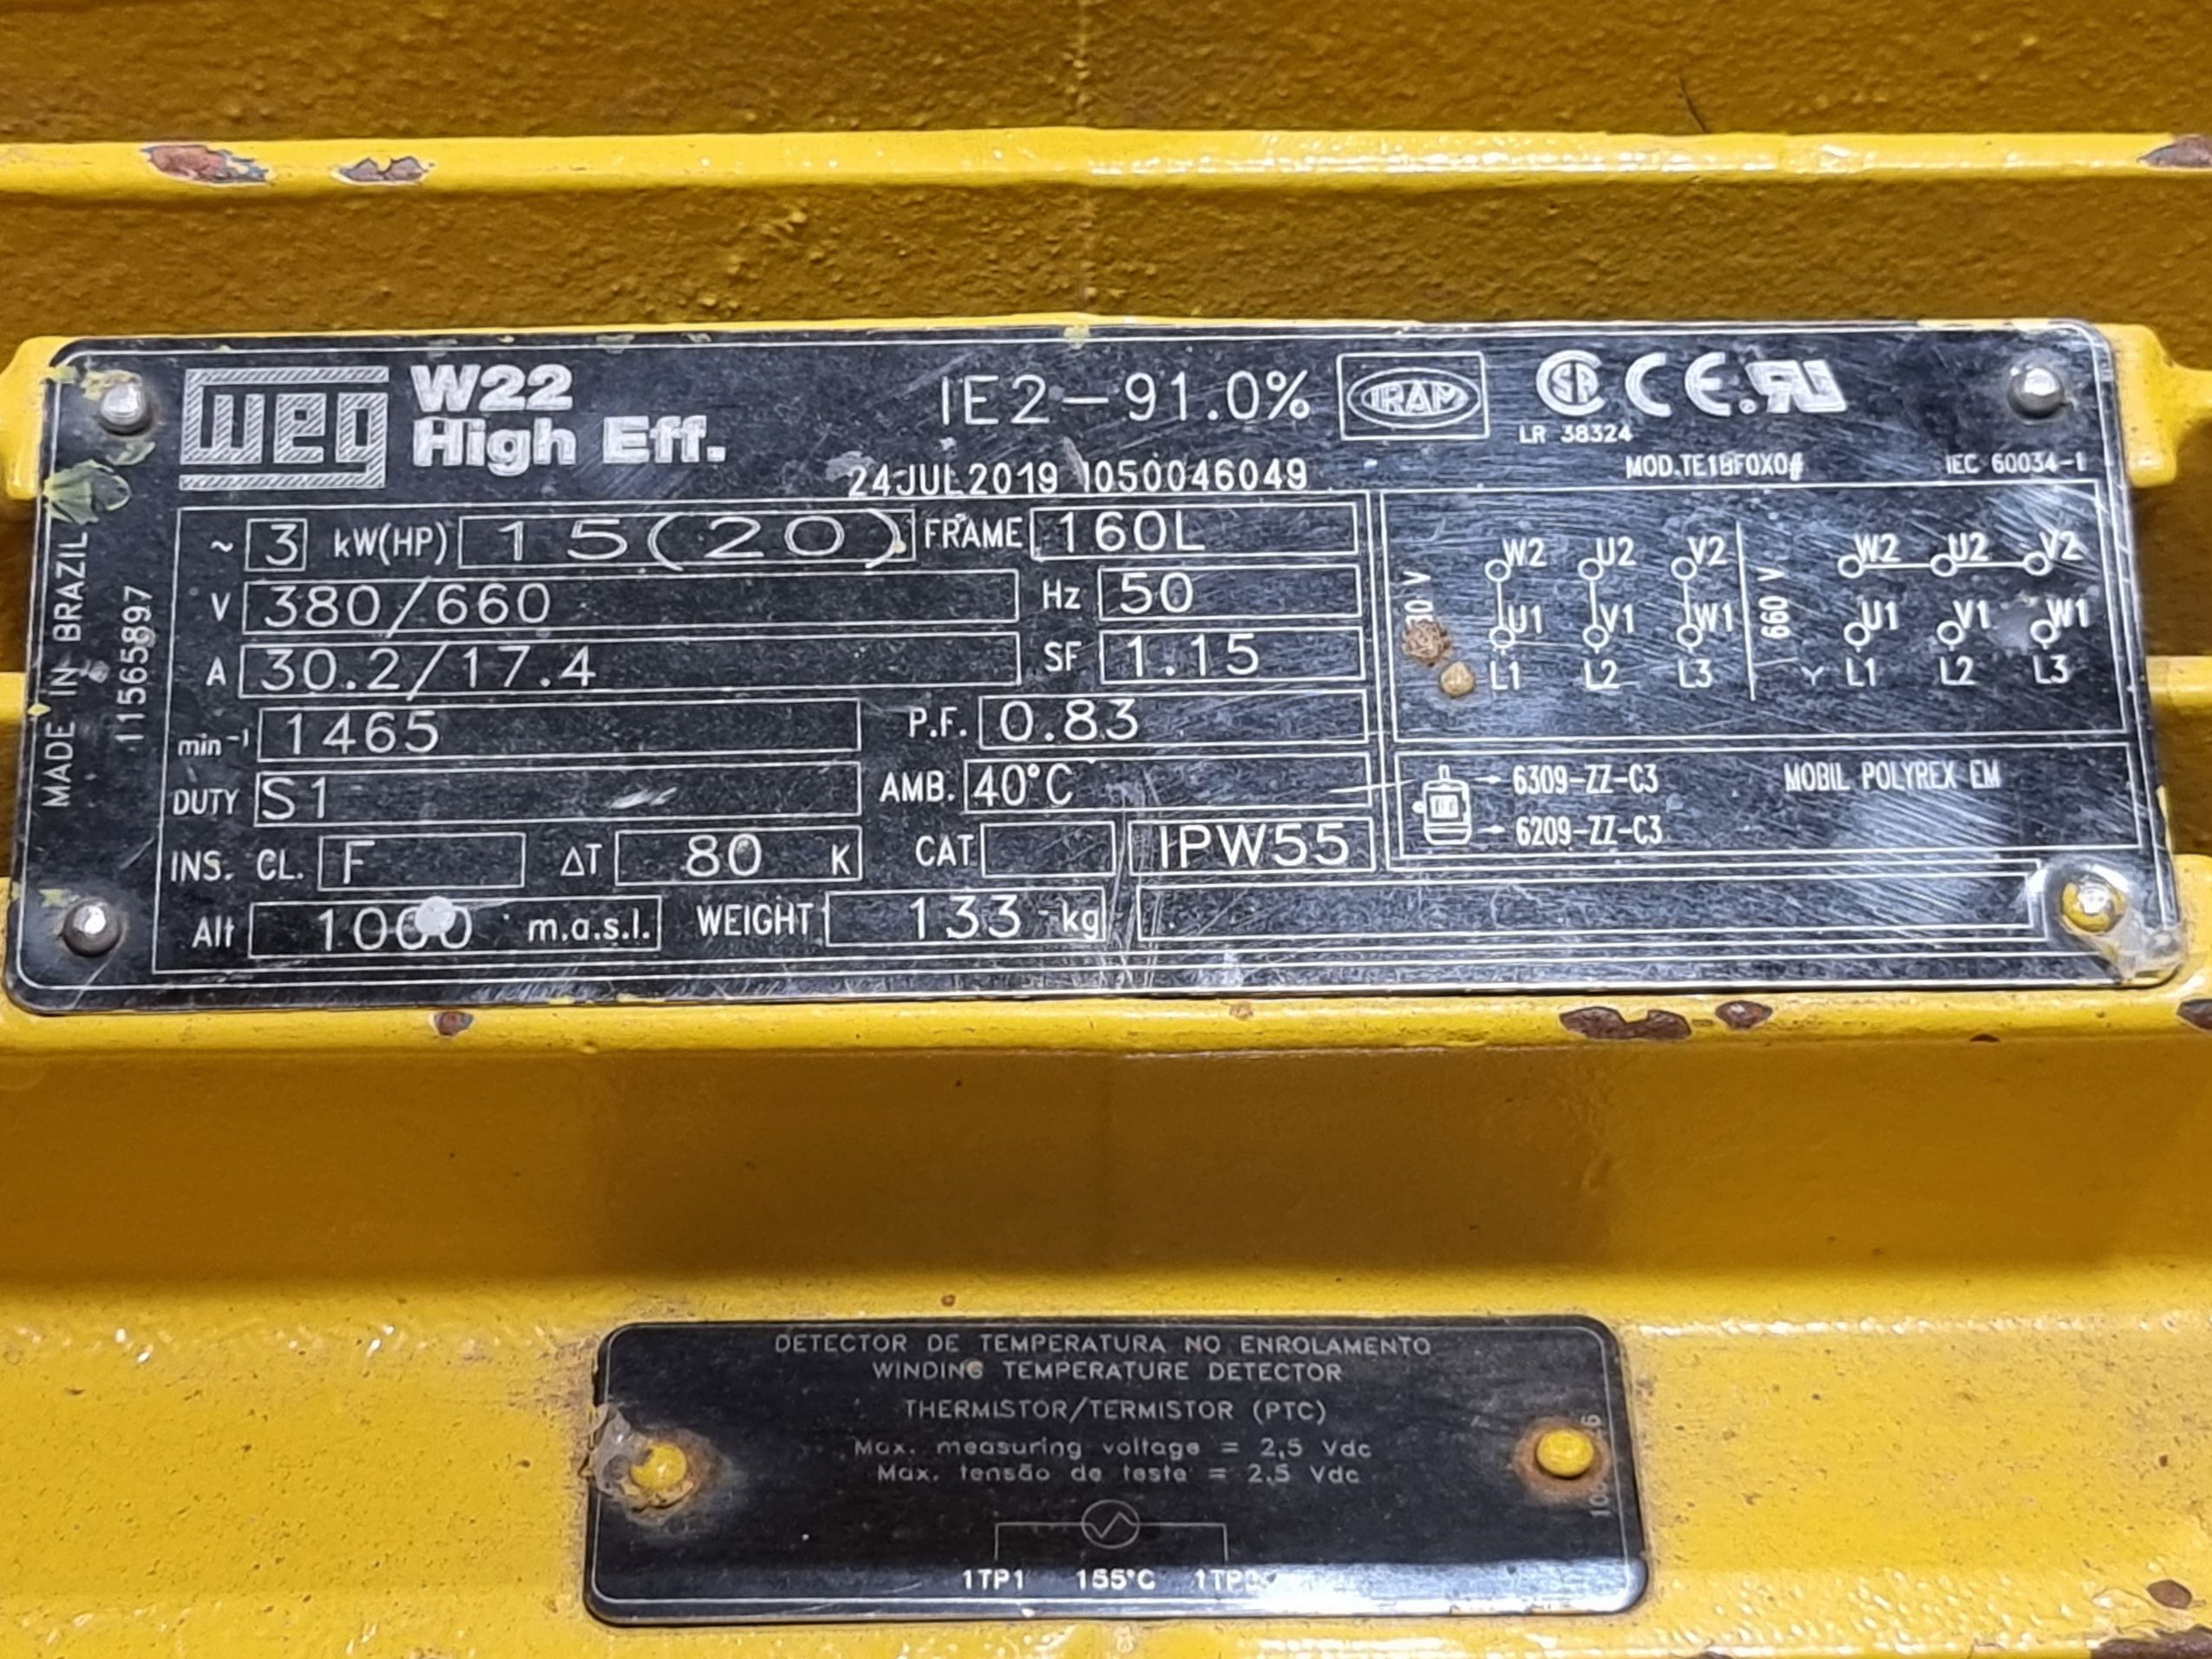 weg W22
High Eff.
IE2-91.0% IRAM SA CE
LR 38324
24JUL2019 1050046049 MOD.TE1BF0X0# IEC 60034-1
MADE IN BRAZIL
11565897
~ 3 kW(HP) 15(20) FRAME 160L
V 380/660 Hz 50
A 30.2/17.4 SF 1.15
min⁻¹ 1465 P.F. 0.83
DUTY S1 AMB. 40°C
INS. CL. F ΔT 80 K CAT IPW55
Alt 1000 m.a.s.l. WEIGHT 133 kg
W2 U2 V2
U1 V1 W1
L1 L2 L3
660 V
W2 U2 V2
U1 V1 W1
Y L1 L2 L3
6309-ZZ-C3 MOBIL POLYREX EM
6209-ZZ-C3
DETECTOR DE TEMPERATURA NO ENROLAMENTO
WINDING TEMPERATURE DETECTOR
THERMISTOR/TERMISTOR (PTC)
Max. measuring voltage = 2,5 Vdc
Max. tensão de teste = 2,5 Vdc
1TP1 155°C